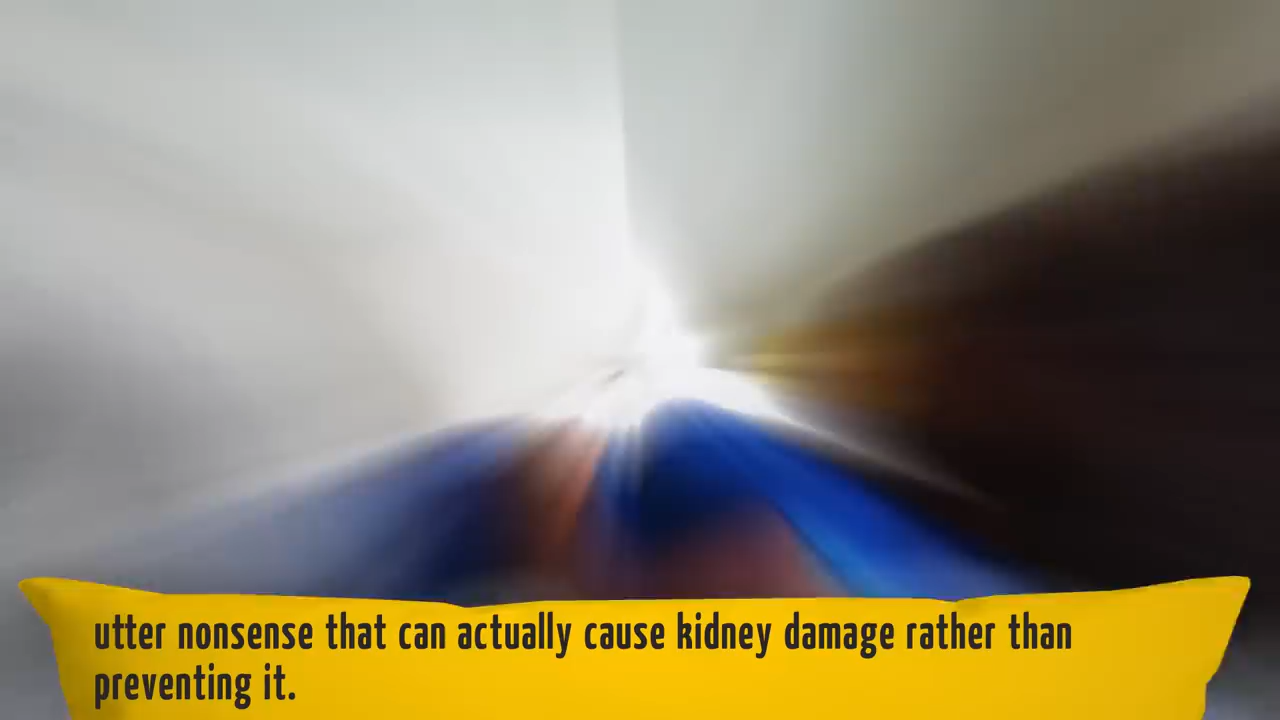 utter nonsense that can actually cause kidney damage rather than
preventing it.